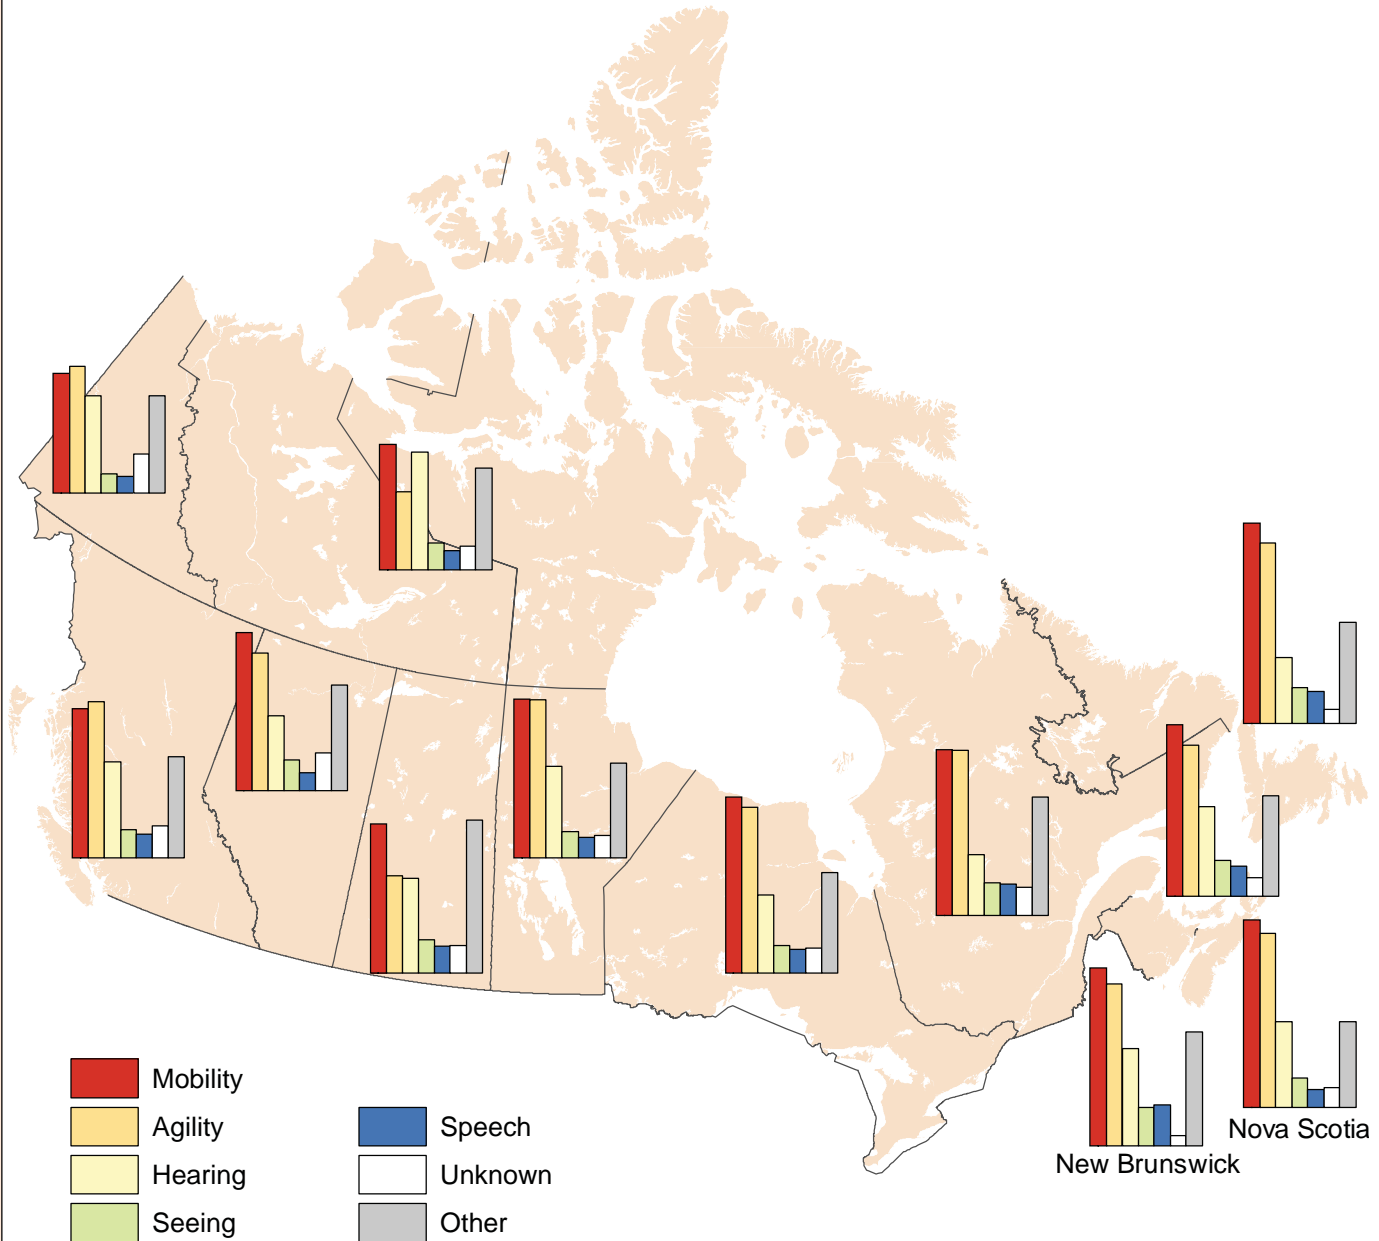 Nova Scotia
New Brunswick
Mobility
Agility
Hearing
Seeing
Speech
Unknown
Other